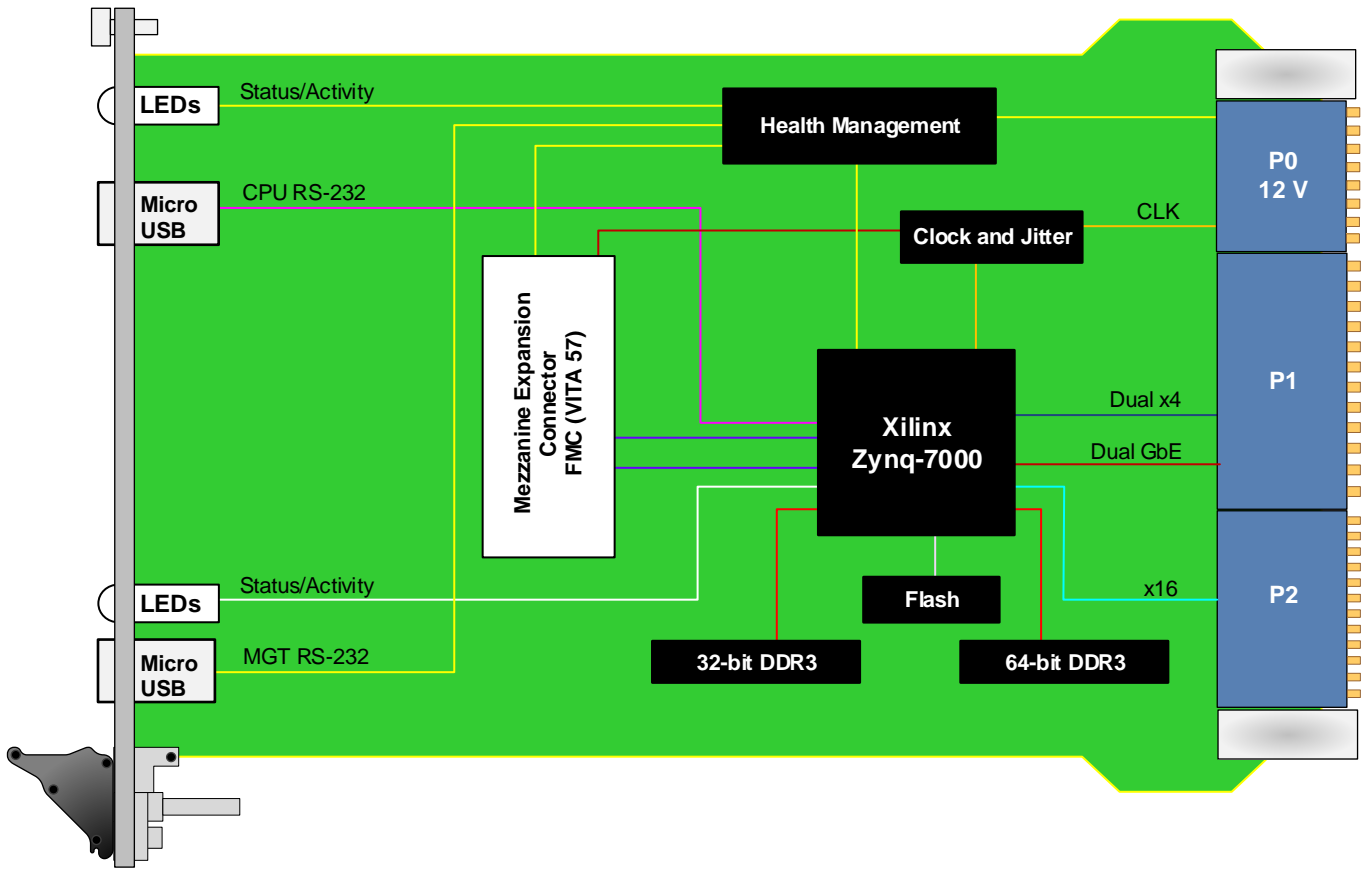 LEDs
Status/Activity
Health Management
P0
12 V
Micro
USB
CPU RS-232
CLK
Clock and Jitter
Mezzanine Expansion
Connector
FMC (VITA 57)
Xilinx
Zynq-7000
Dual x4
Dual GbE
P1
LEDs
Status/Activity
Flash
x16
P2
Micro
USB
MGT RS-232
32-bit DDR3
64-bit DDR3